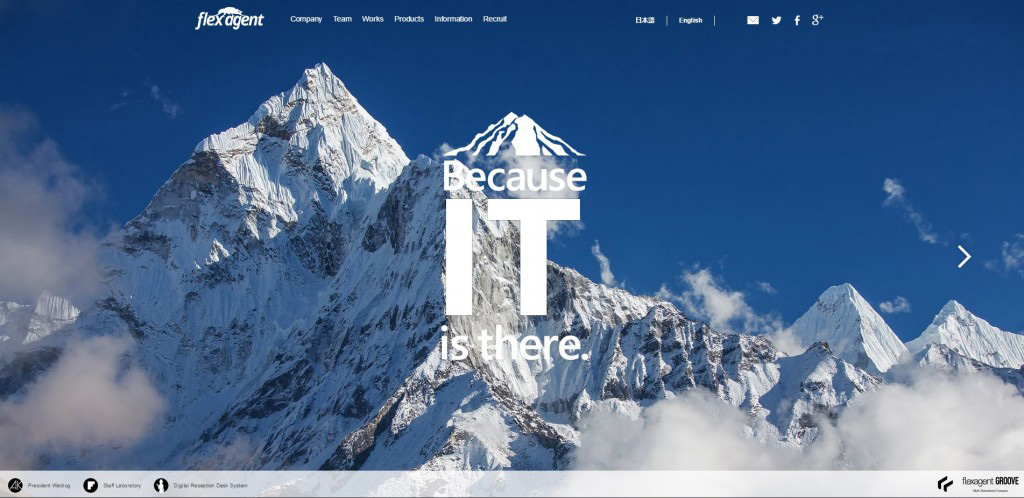 flexagent
Company Team Works Products Information Recruit
日本語 | English |
Because
IT
is there.
President Weblog
Staff Laboratory
Digital Reception Desk System
flexagent GROOVE